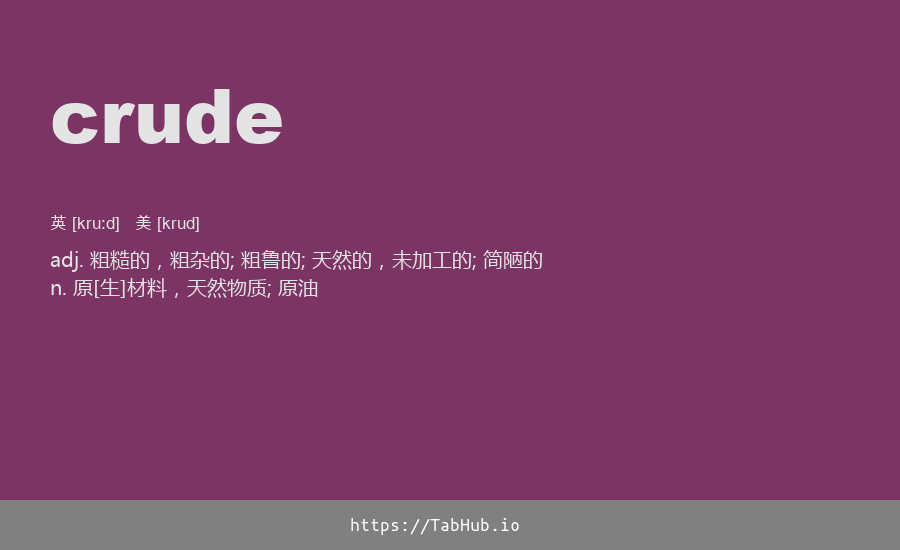 crude
英 [kruːd] 美 [krud]
adj. 粗糙的，粗杂的; 粗鲁的; 天然的，未加工的; 简陋的
n. 原[生]材料，天然物质; 原油
https://TabHub.io